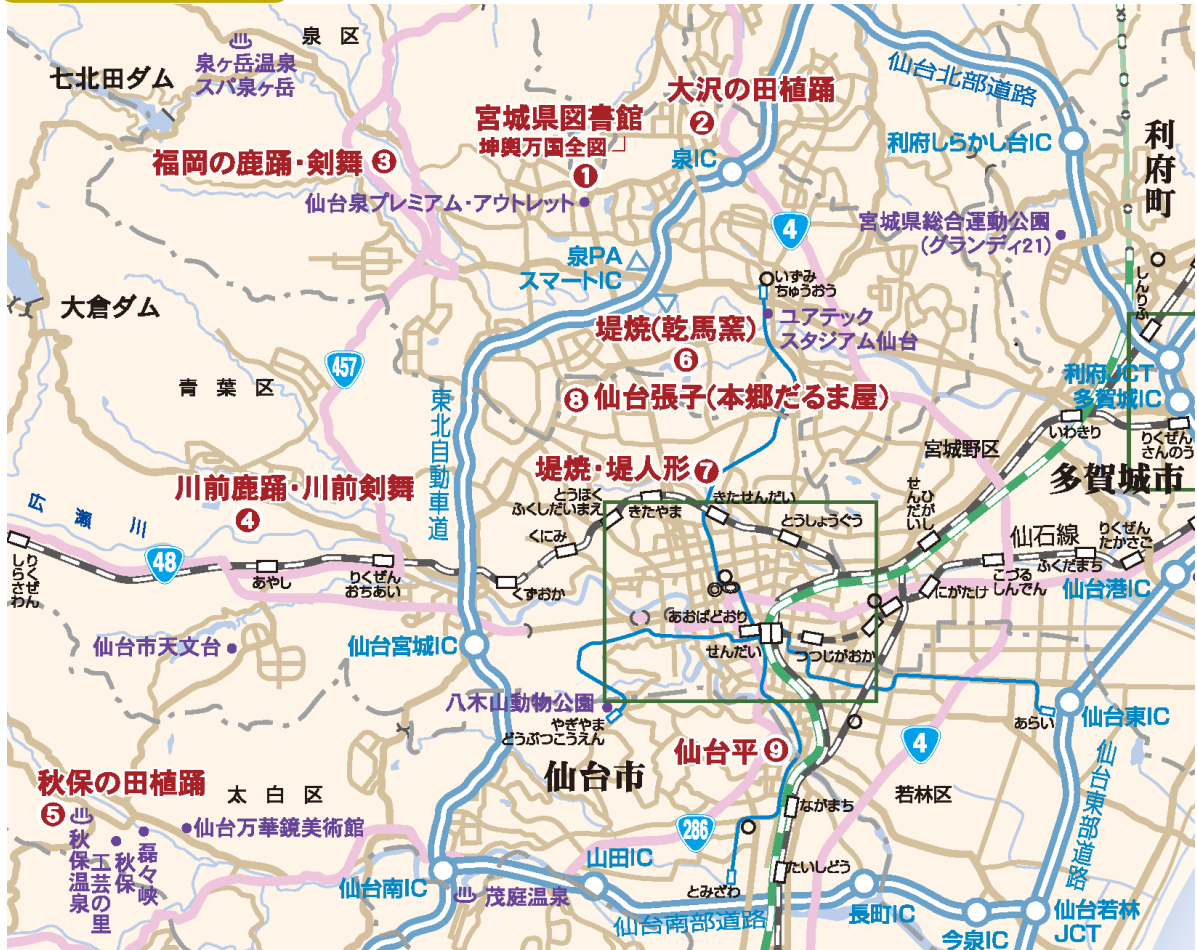 泉区
七北田ダム
泉ヶ岳温泉
スパ泉ヶ岳
宮城県図書館
坤輿万国全図
1
大沢の田植踊
2
泉IC
仙台北部道路
利府しらかし台IC
利府町
福岡の鹿踊・剣舞 3
仙台泉プレミアム・アウトレット
4
宮城県総合運動公園
(グランディ21)
泉PA
スマートIC
いずみ
ちゅうおう
しんりふ
大倉ダム
ユアテック
スタジアム仙台
堤焼(乾馬窯)
6
457
青葉区
東北自動車道
8 仙台張子(本郷だるま屋)
利府JCT
多賀城IC
いわきり
りくぜん
さんのう
宮城野区
多賀城市
堤焼・堤人形 7
川前鹿踊・川前剣舞
4
広瀬川
とうほく
ふくしだいまえ
きたやま
きたせんだい
とうしょうぐう
ひがし
せんだい
仙石線
りくぜん
たかさご
くにみ
48
りくぜん
しらさわ
あやし
りくぜん
おちあい
くずおか
ふくだまち
こづる
しんでん
にがたけ
仙台港IC
あおばどおり
せんだい
つつじがおか
仙台市天文台
仙台宮城IC
八木山動物公園
やぎやま
どうぶつこうえん
あらい
仙台東IC
仙台平 9
4
仙台市
仙台東部道路
秋保の田植踊
5
太白区
若林区
ながまち
仙台万華鏡美術館
磊々峡
秋保
工芸の里
秋保温泉
286
山田IC
たいしどう
仙台南IC
茂庭温泉
とみざわ
仙台南部道路
長町IC
今泉IC
仙台若林
JCT